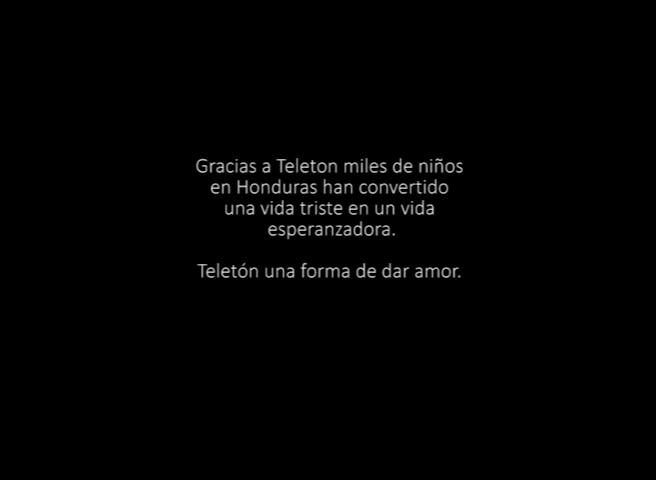 Gracias a Teleton miles de niños
en Honduras han convertido
una vida triste en un vida
esperanzadora.
Teletón una forma de dar amor.